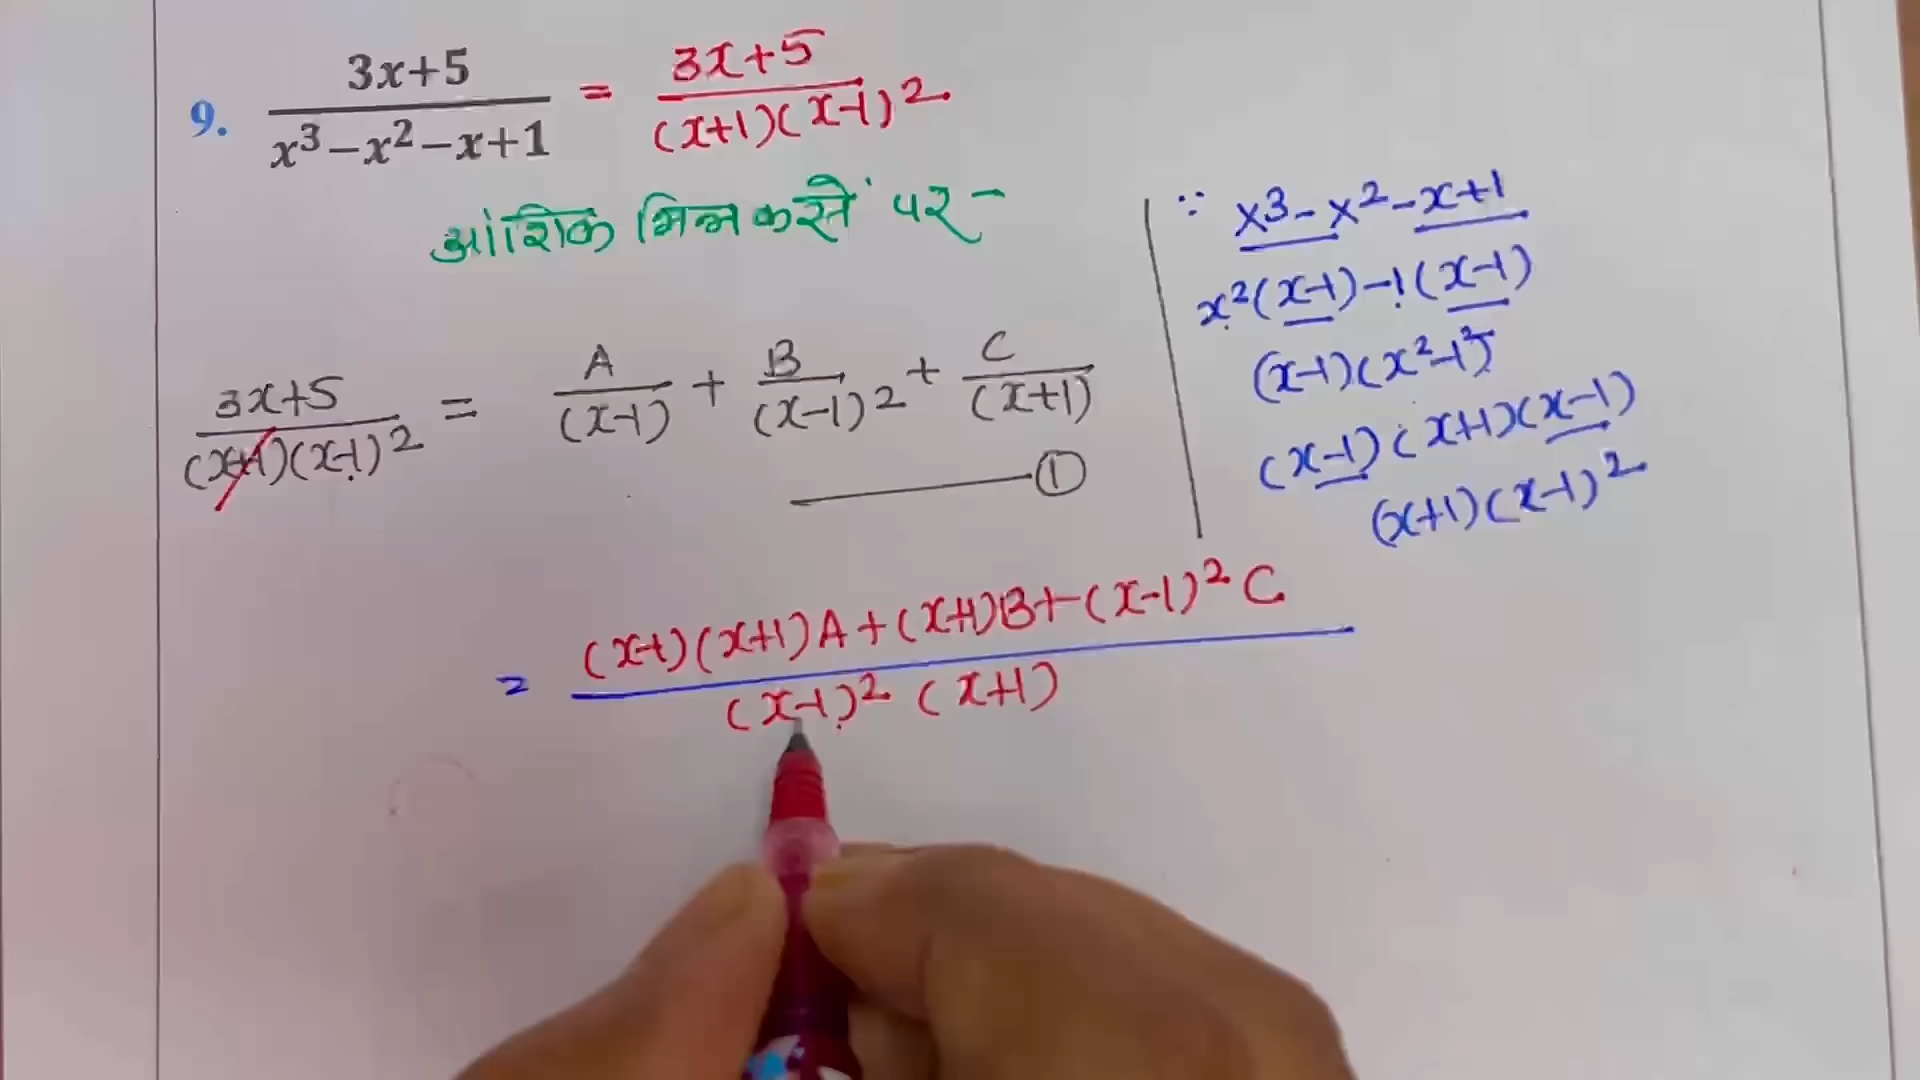 9. 3x+5 / x³−x²−x+1 = 3x+5 / (x+1)(x-1)²
आंशिक भिन्न करने पर −
3x+5 / (x+1)(x-1)² = A / (x-1) + B / (x-1)² + C / (x+1)
①
= (x-1)(x+1)A+(x+1)B+(x-1)²C / (x-1)² (x+1)
∵ x³-x²-x+1
x²(x-1)-1(x-1)
(x-1)(x²-1²)
(x-1)(x+1)(x-1)
(x+1)(x-1)²